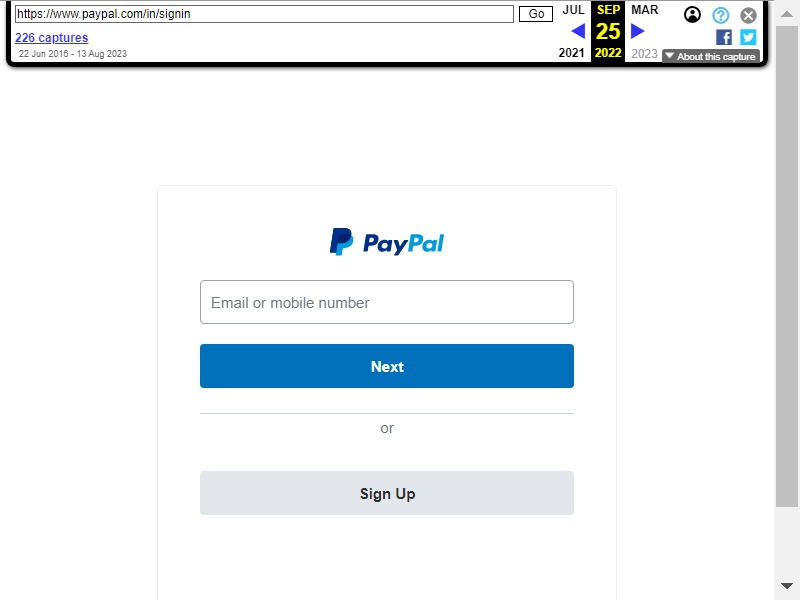 https://www.paypal.com/in/signin
Go
JUL
SEP
MAR
226 captures
25
22 Jun 2016 - 13 Aug 2023
2021
2022
2023
About this capture
PayPal
Email or mobile number
Next
or
Sign Up